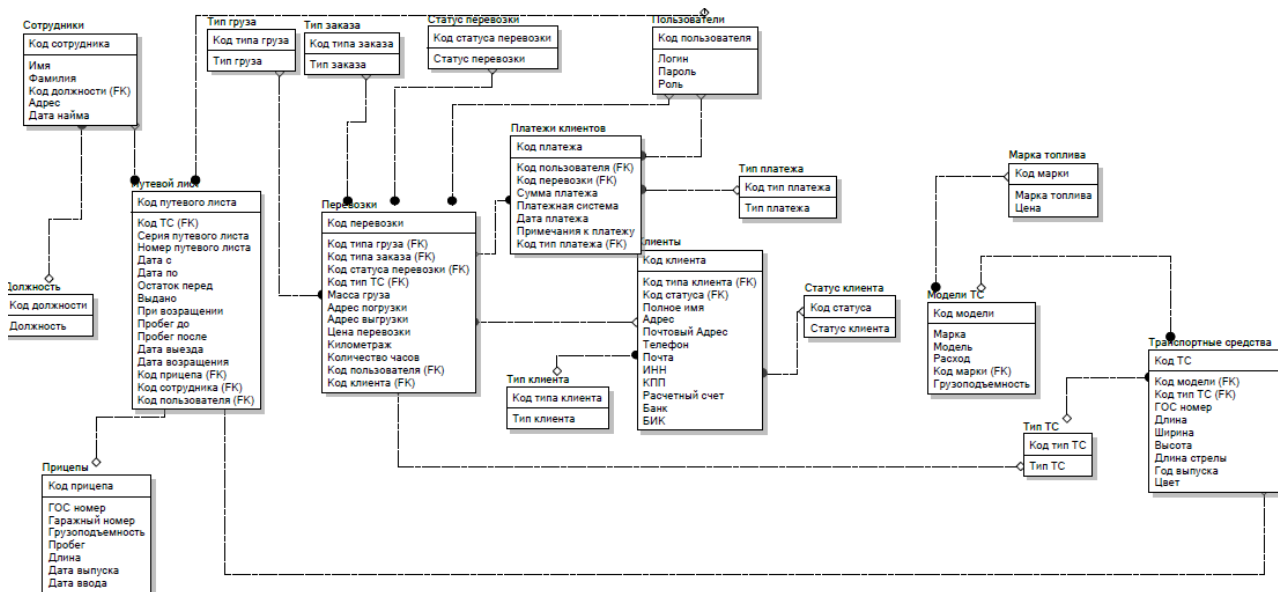 Сотрудники
Код сотрудника
Имя
Фамилия
Код должности (FK)
Адрес
Дата найма
Тип груза
Код типа груза
Тип груза
Тип заказа
Код типа заказа
Тип заказа
Статус перевозки
Код статуса перевозки
Статус перевозки
Пользователи
Код пользователя
Логин
Пароль
Роль
Платежи клиентов
Код платежа
Код пользователя (FK)
Код перевозки (FK)
Сумма платежа
Платежная система
Дата платежа
Примечания к платежу
Код тип платежа (FK)
Тип платежа
Код тип платежа
Тип платежа
Марка топлива
Код марки
Марка топлива
Цена
Путевой лист
Код путевого листа
Код ТС (FK)
Серия путевого листа
Номер путевого листа
Дата с
Дата по
Остаток перед
Выдано
При возращении
Пробег до
Пробег после
Дата выезда
Дата возращения
Код прицепа (FK)
Код сотрудника (FK)
Код пользователя (FK)
Перевозки
Код перевозки
Код типа груза (FK)
Код типа заказа (FK)
Код статуса перевозки (FK)
Код тип ТС (FK)
Масса груза
Адрес погрузки
Адрес выгрузки
Цена перевозки
Километраж
Количество часов
Код пользователя (FK)
Код клиента (FK)
Клиенты
Код клиента
Код типа клиента (FK)
Код статуса (FK)
Полное имя
Адрес
Почтовый Адрес
Телефон
Почта
ИНН
КПП
Расчетный счет
Банк
БИК
Должность
Код должности
Должность
Статус клиента
Код статуса
Статус клиента
Модели ТС
Код модели
Марка
Модель
Расход
Код марки (FK)
Грузоподъемность
Транспортные средства
Код ТС
Код модели (FK)
Код тип ТС (FK)
ГОС номер
Длина
Ширина
Высота
Длина стрелы
Год выпуска
Цвет
Тип клиента
Код типа клиента
Тип клиента
Тип ТС
Код тип ТС
Тип ТС
Прицепы
Код прицепа
ГОС номер
Гаражный номер
Грузоподъемность
Пробег
Длина
Дата выпуска
Дата ввода